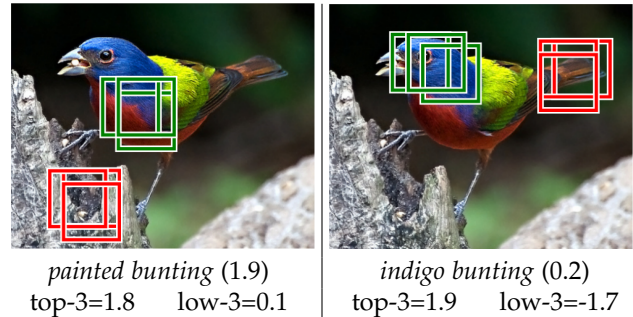 painted bunting (1.9)
top-3=1.8 low-3=0.1
indigo bunting (0.2)
top-3=1.9 low-3=-1.7